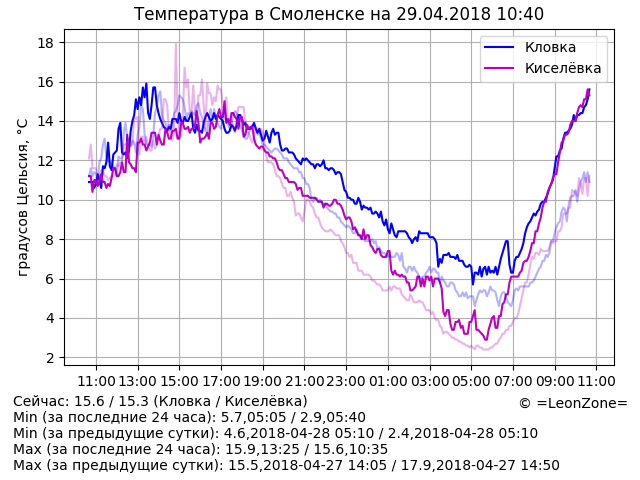 Температура в Смоленске на 29.04.2018 10:40
градусов Цельсия, °C
18
16
14
12
10
8
6
4
2
Кловка
Киселёвка
11:00 13:00 15:00 17:00 19:00 21:00 23:00 01:00 03:00 05:00 07:00 09:00 11:00
Сейчас: 15.6 / 15.3 (Кловка / Киселёвка)
© =LeonZone=
Min (за последние 24 часа): 5.7,05:05 / 2.9,05:40
Min (за предыдущие сутки): 4.6,2018-04-28 05:10 / 2.4,2018-04-28 05:10
Max (за последние 24 часа): 15.9,13:25 / 15.6,10:35
Max (за предыдущие сутки): 15.5,2018-04-27 14:05 / 17.9,2018-04-27 14:50